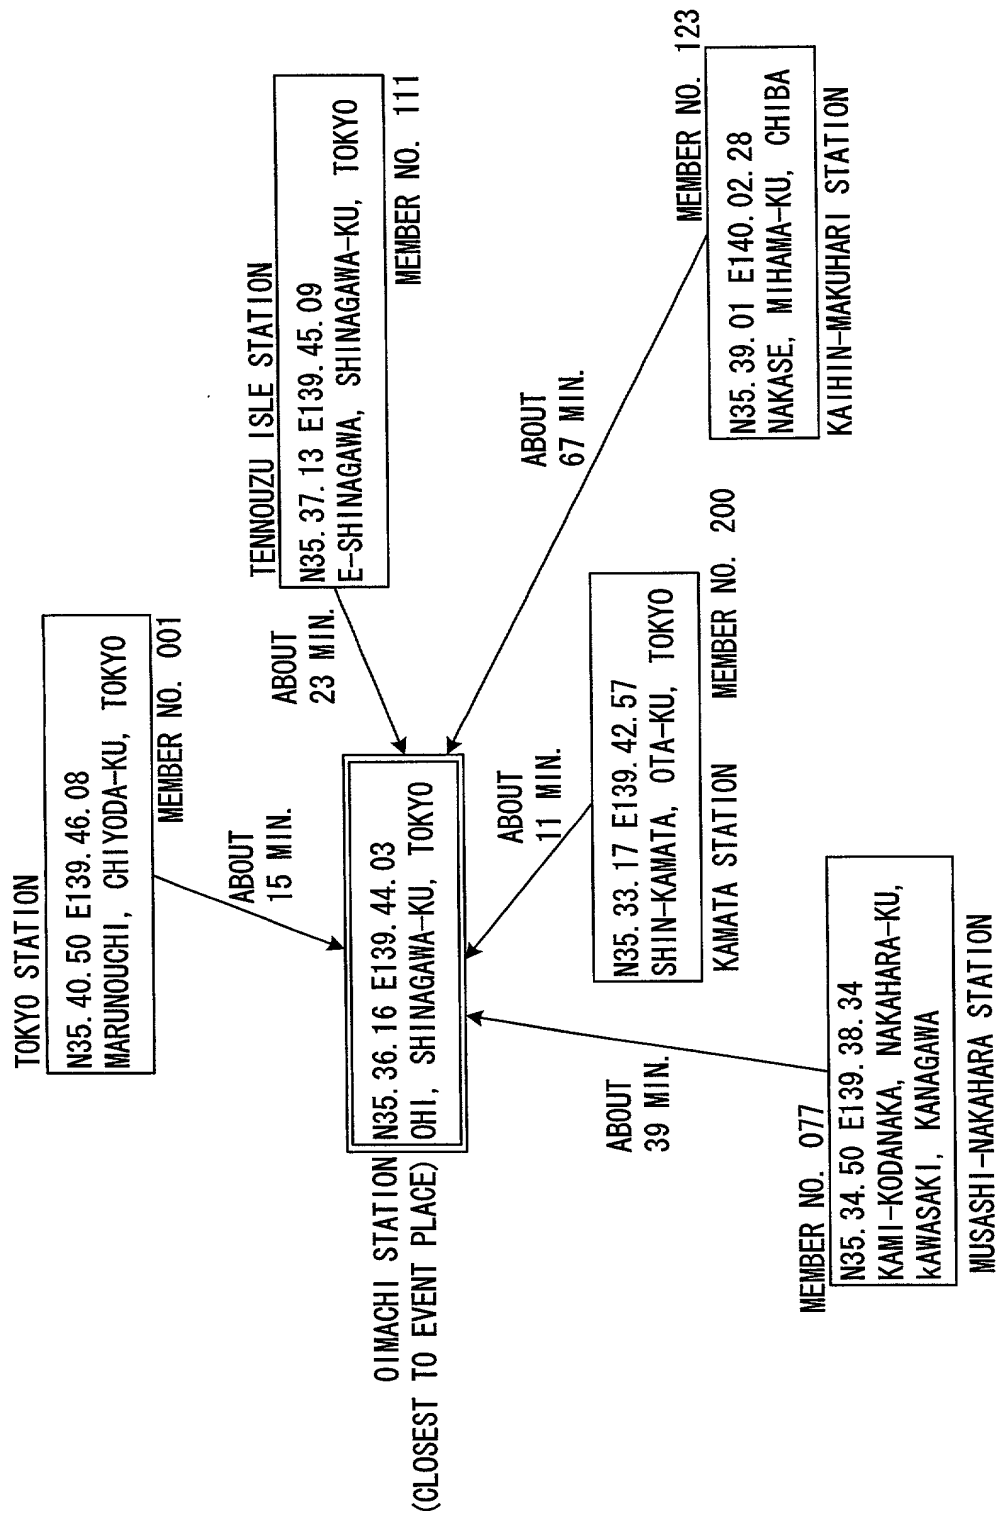 TOKYO STATION
N35.40.50 E139.46.08
MARUNOUCHI, CHIYODA-KU, TOKYO
MEMBER NO. 001
ABOUT
15 MIN.
TENNOUZU ISLE STATION
N35.37.13 E139.45.09
E-SHINAGAWA, SHINAGAWA-KU, TOKYO
MEMBER NO. 111
ABOUT
23 MIN.
OIMACHI STATION
(CLOSEST TO EVENT PLACE)
N35.36.16 E139.44.03
OHI, SHINAGAWA-KU, TOKYO
ABOUT
67 MIN.
MEMBER NO. 123
N35.39.01 E140.02.28
NAKASE, MIHAMA-KU, CHIBA
KAIHIN-MAKUHARI STATION
ABOUT
11 MIN.
N35.33.17 E139.42.57
SHIN-KAMATA, OTA-KU, TOKYO
KAMATA STATION
MEMBER NO. 200
ABOUT
39 MIN.
MEMBER NO. 077
N35.34.50 E139.38.34
KAMI-KODANAKA, NAKAHARA-KU,
kAWASAKI, KANAGAWA
MUSASHI-NAKAHARA STATION